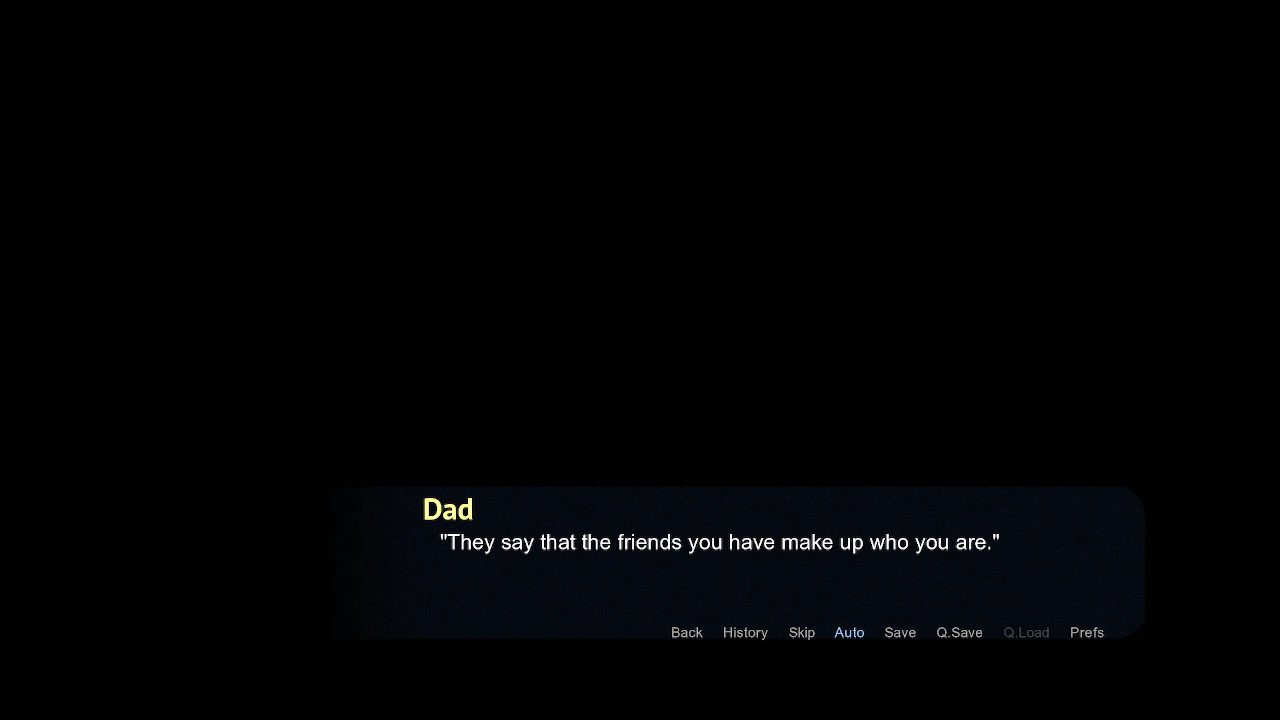 Dad
"They say that the friends you have make up who you are."
Back History Skip Auto Save Q.Save Q.Load Prefs